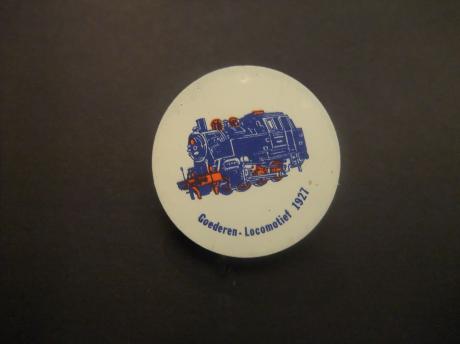 Goederen - Locomotief 1927